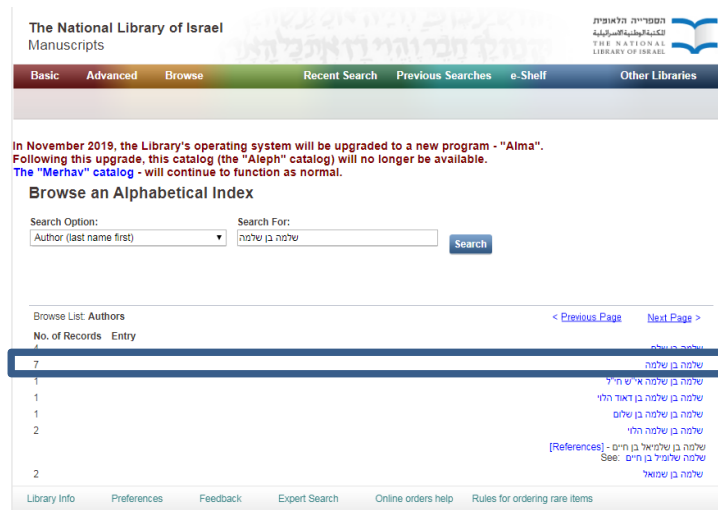 The National Library of Israel
Manuscripts
הספרייה הלאומית
THE NATIONAL
LIBRARY OF ISRAEL
Basic Advanced Browse Recent Search Previous Searches e-Shelf Other Libraries
In November 2019, the Library's operating system will be upgraded to a new program - "Alma".
Following this upgrade, this catalog (the "Aleph" catalog) will no longer be available.
The "Merhav" catalog - will continue to function as normal.
Browse an Alphabetical Index
Search Option: Search For:
Author (last name first) שלמה בן שלמה Search
Browse List: Authors < Previous Page Next Page >
No. of Records Entry
7 שלמה בן שלמה
1 שלמה בן שלמה אי"ש חי"ל
1 שלמה בן שלמה בן דאוד הלוי
1 שלמה בן שלמה בן שלום
2 שלמה בן שלמה הלוי
שלמה בן שלמיאל בן חיים - [References]
See: שלמה שלומיל בן חיים
2 שלמה בן שמואל
Library Info Preferences Feedback Expert Search Online orders help Rules for ordering rare items